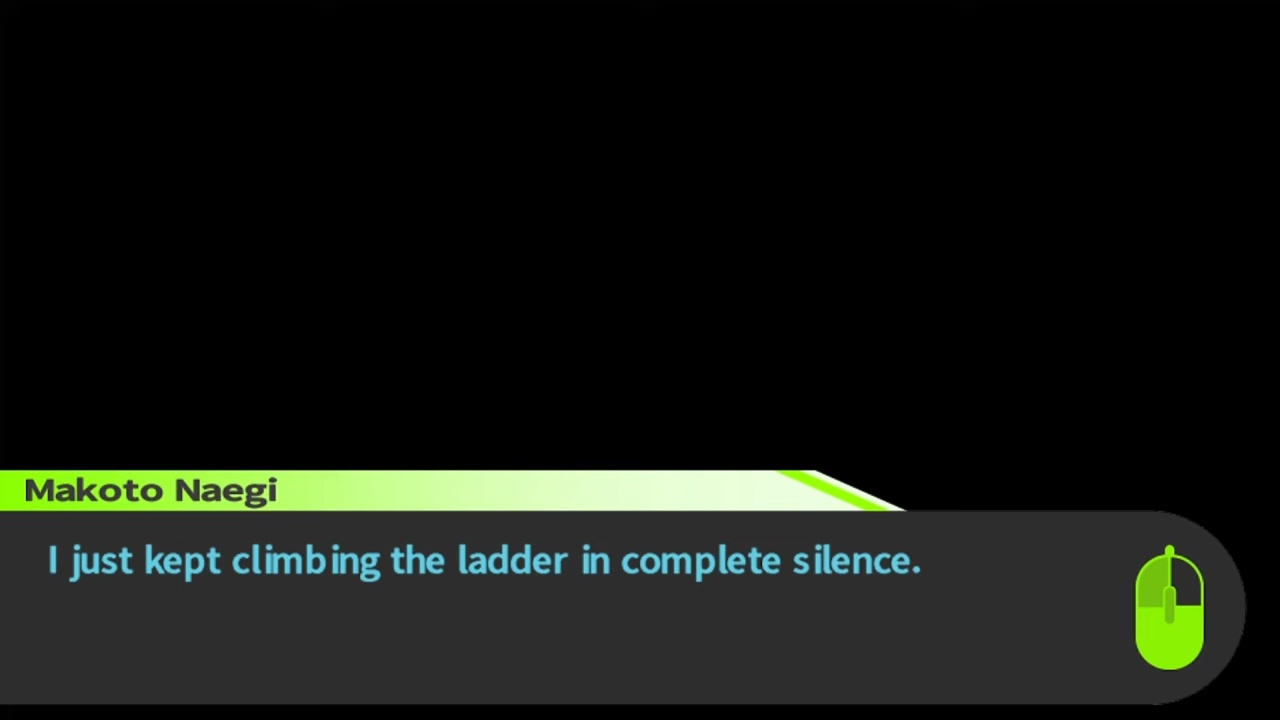 Makoto Naegi
I just kept climbing the ladder in complete silence.